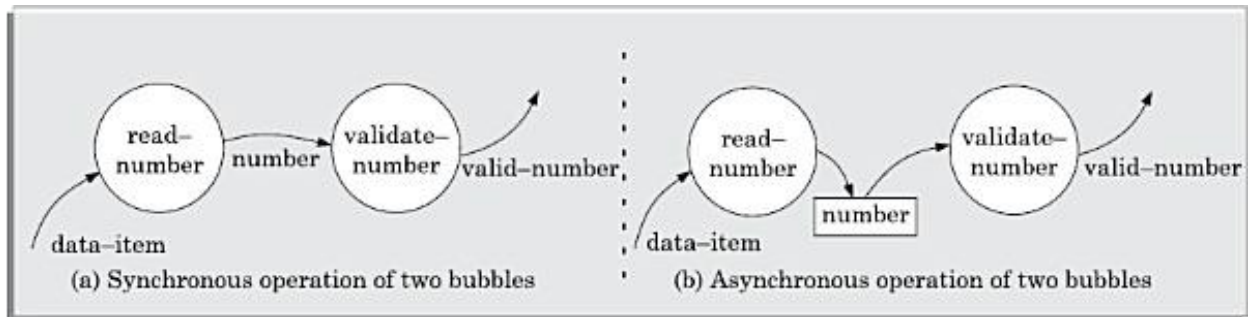 read–
number
number
validate–
number
valid–number
data–item
(a) Synchronous operation of two bubbles
read–
number
number
validate–
number
valid–number
data–item
(b) Asynchronous operation of two bubbles